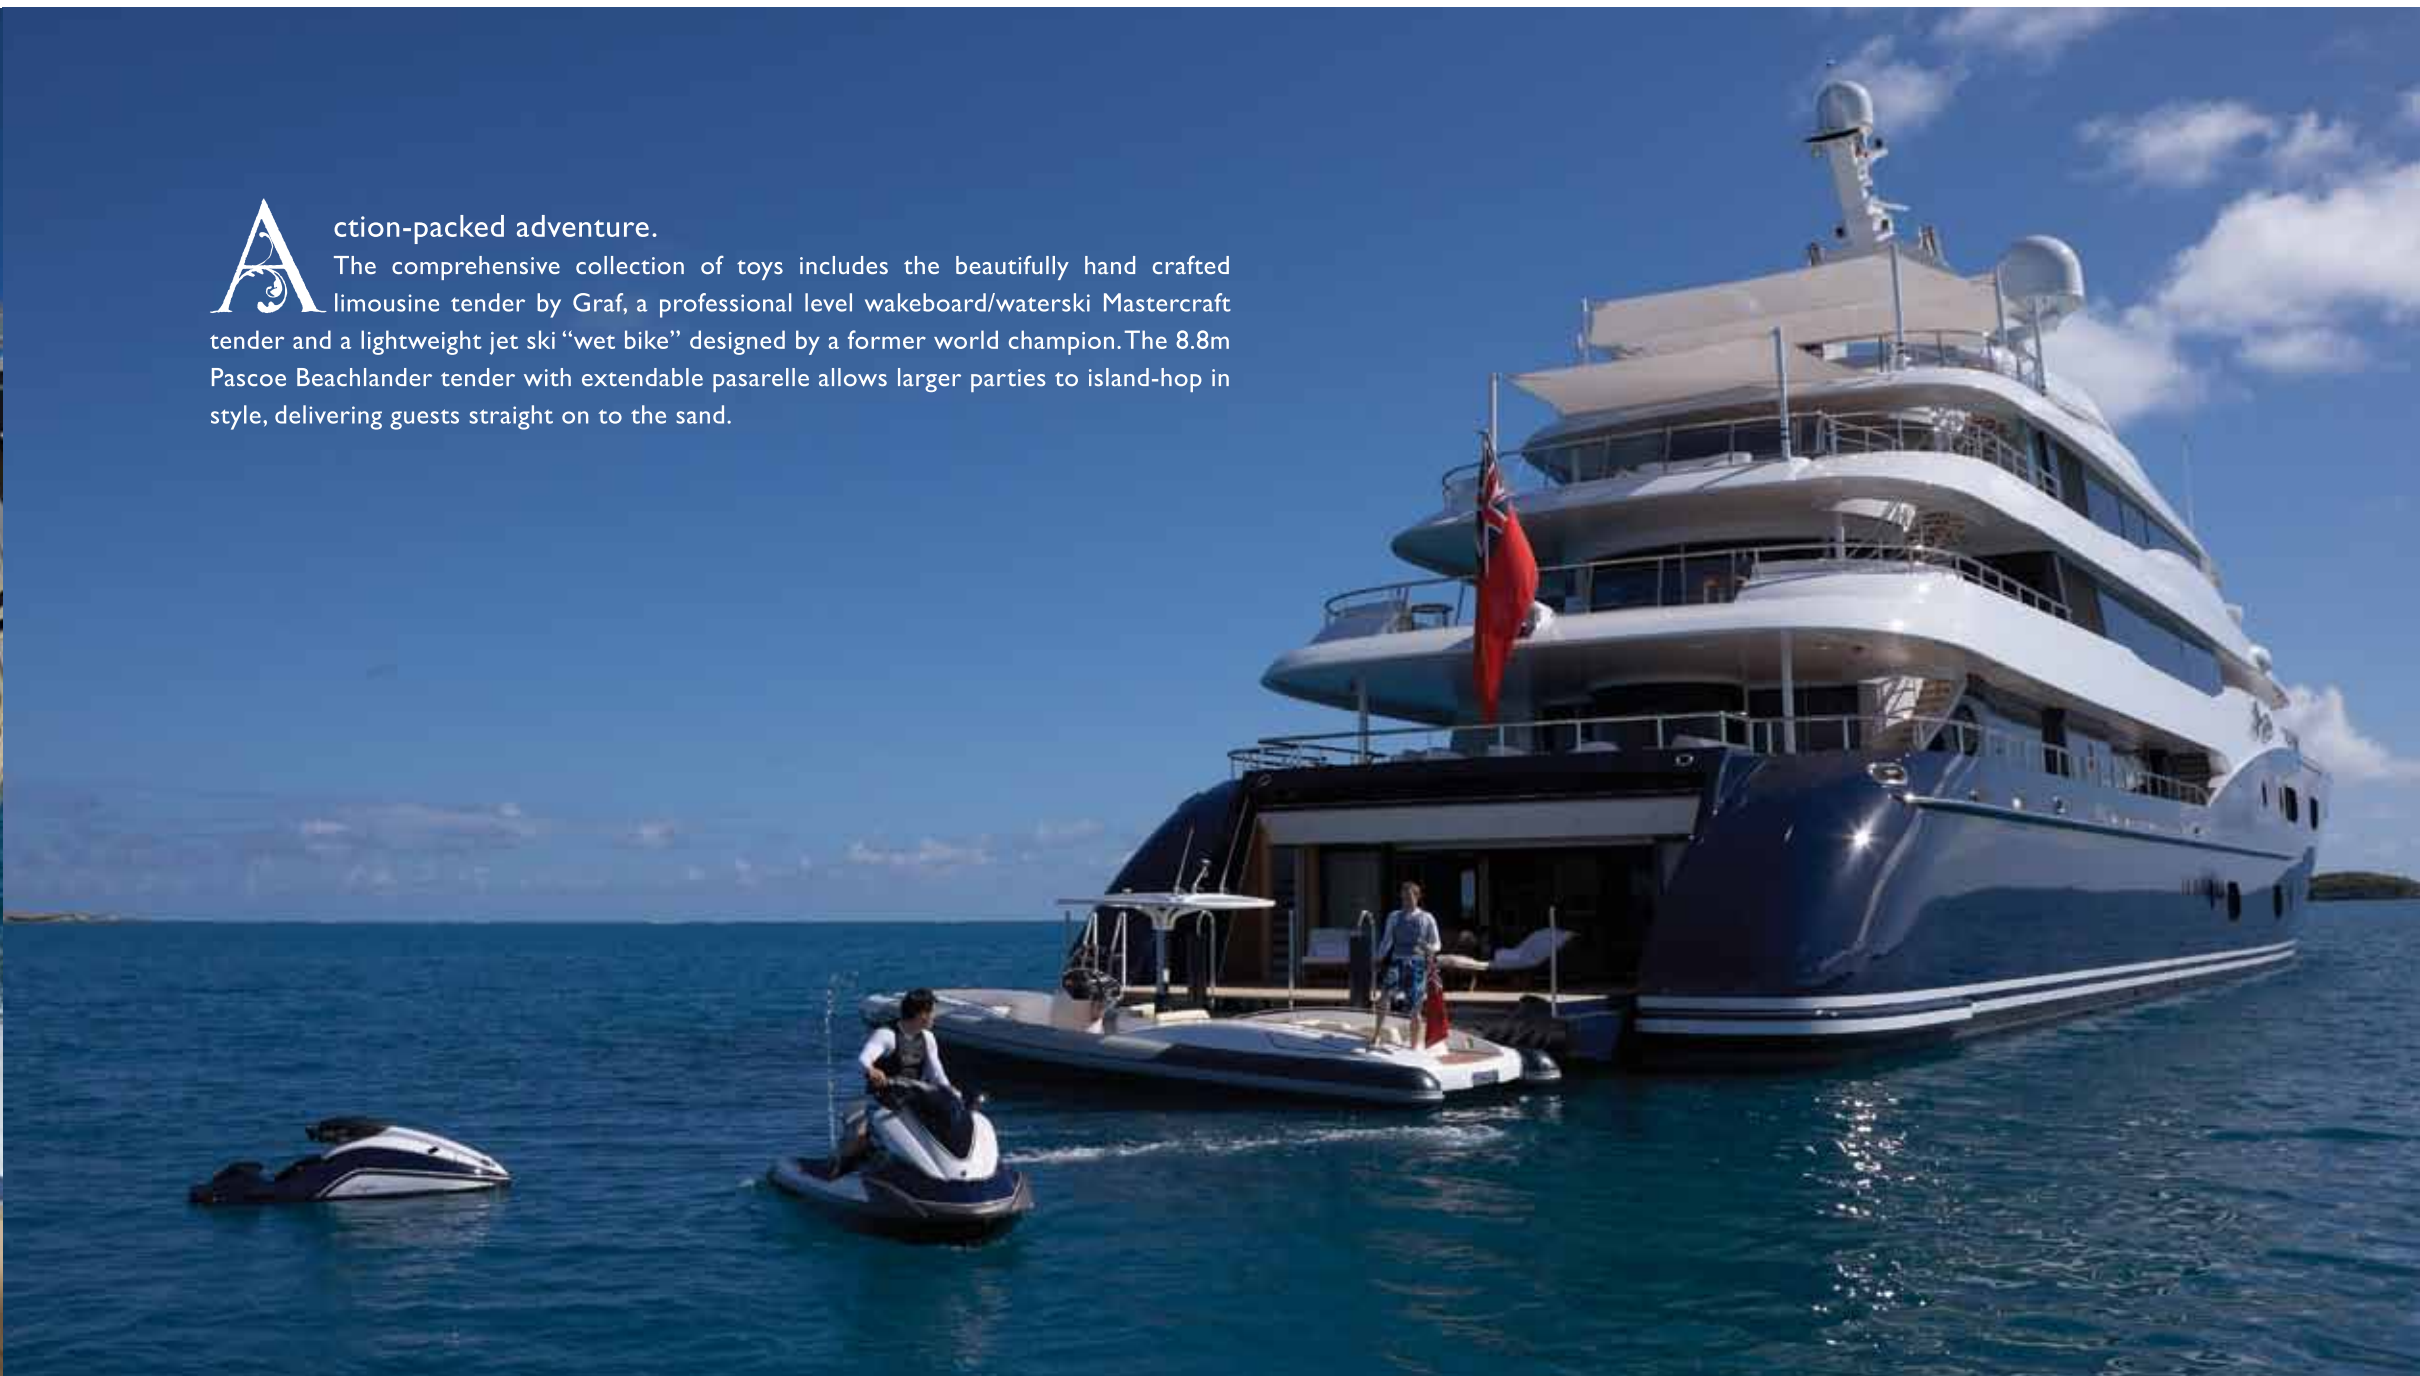 Action-packed adventure.
The comprehensive collection of toys includes the beautifully hand crafted
limousine tender by Graf, a professional level wakeboard/waterski Mastercraft
tender and a lightweight jet ski “wet bike” designed by a former world champion. The 8.8m
Pascoe Beachlander tender with extendable pasarelle allows larger parties to island-hop in
style, delivering guests straight on to the sand.